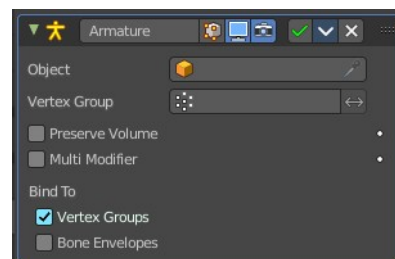 Armature
Object
Vertex Group
Preserve Volume
Multi Modifier
Bind To
Vertex Groups
Bone Envelopes